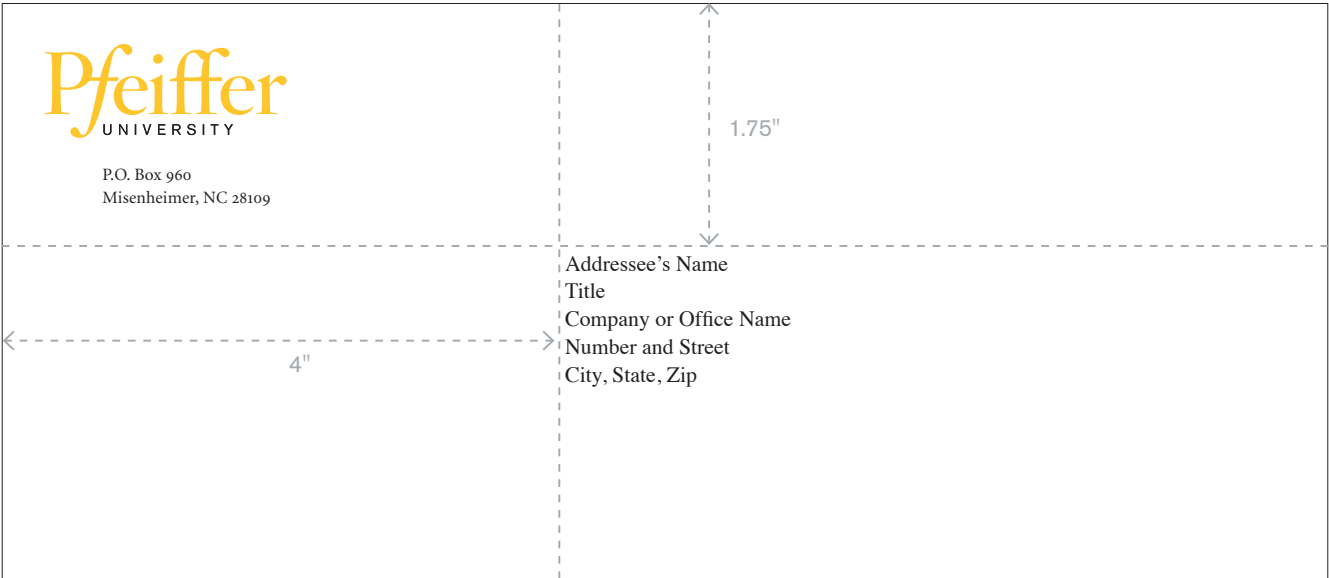 Pfeiffer
UNIVERSITY
P.O. Box 960
Misenheimer, NC 28109
1.75"
Addressee’s Name
Title
Company or Office Name
Number and Street
City, State, Zip
4"